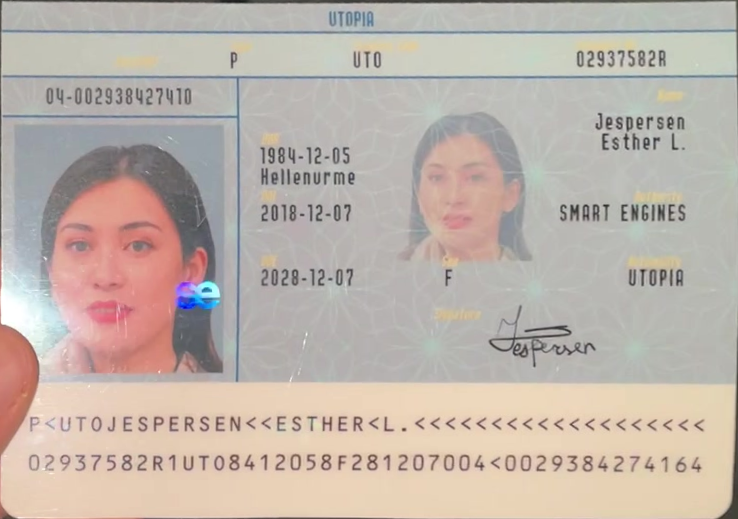 UTOPIA
P UTO 02937582R
04-002938427410
Name
Jespersen
Esther L.
1984-12-05
Hellenurme
Authority
2018-12-07 SMART ENGINES
Sex Nationality
2028-12-07 F UTOPIA
Signature
Jespersen
P<UTOJESPERSEN<<ESTHER<L.<<<<<<<<<<<<<<<<<<<
02937582R1UTO8412058F281207004<0029384274164